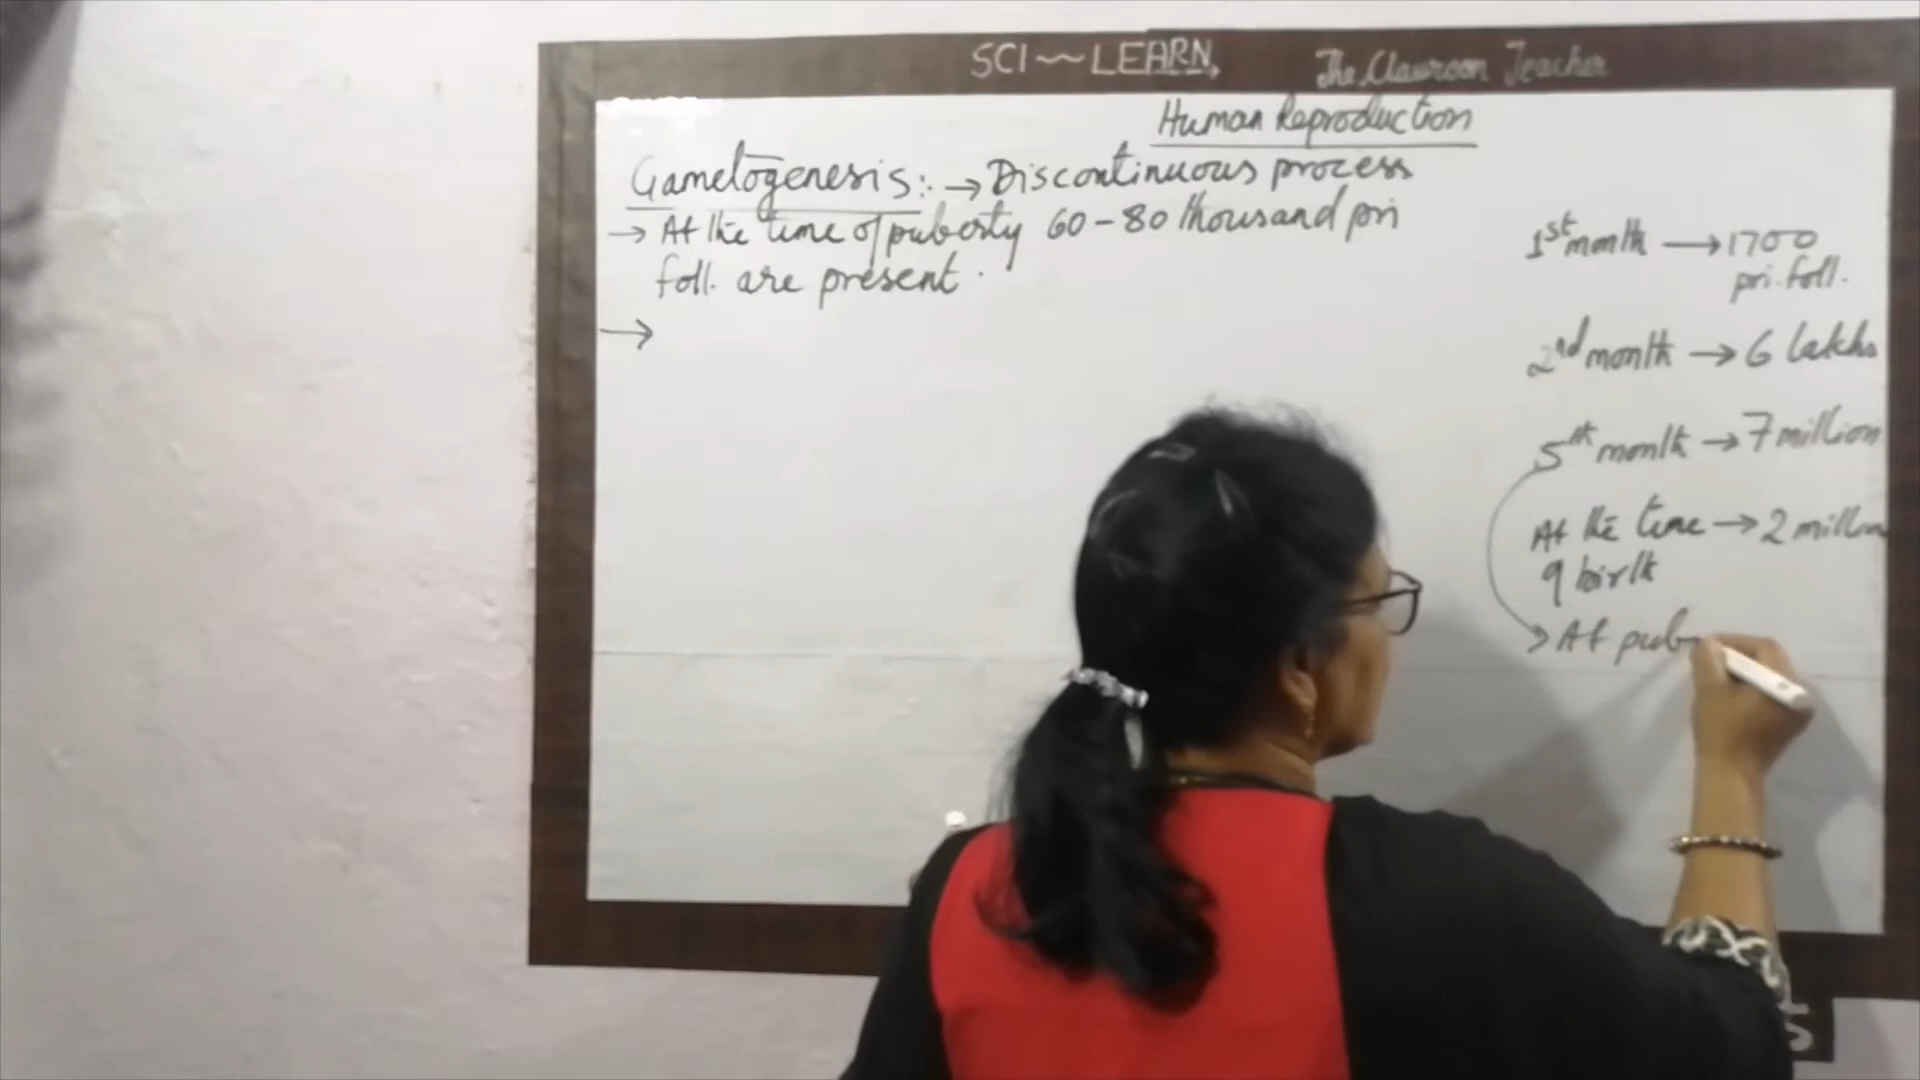 SCI~~LEARN,
The Classroom Teacher
Human Reproduction
Gametogenesis:- → Discontinuous process
→ At the time of puberty 60-80 thousand pri
foll. are present.
→
1st month → 1700
pri. foll.
2nd month → 6 lakhs
5th month → 7 million
At the time → 2 million
of birth
→ At pub
S